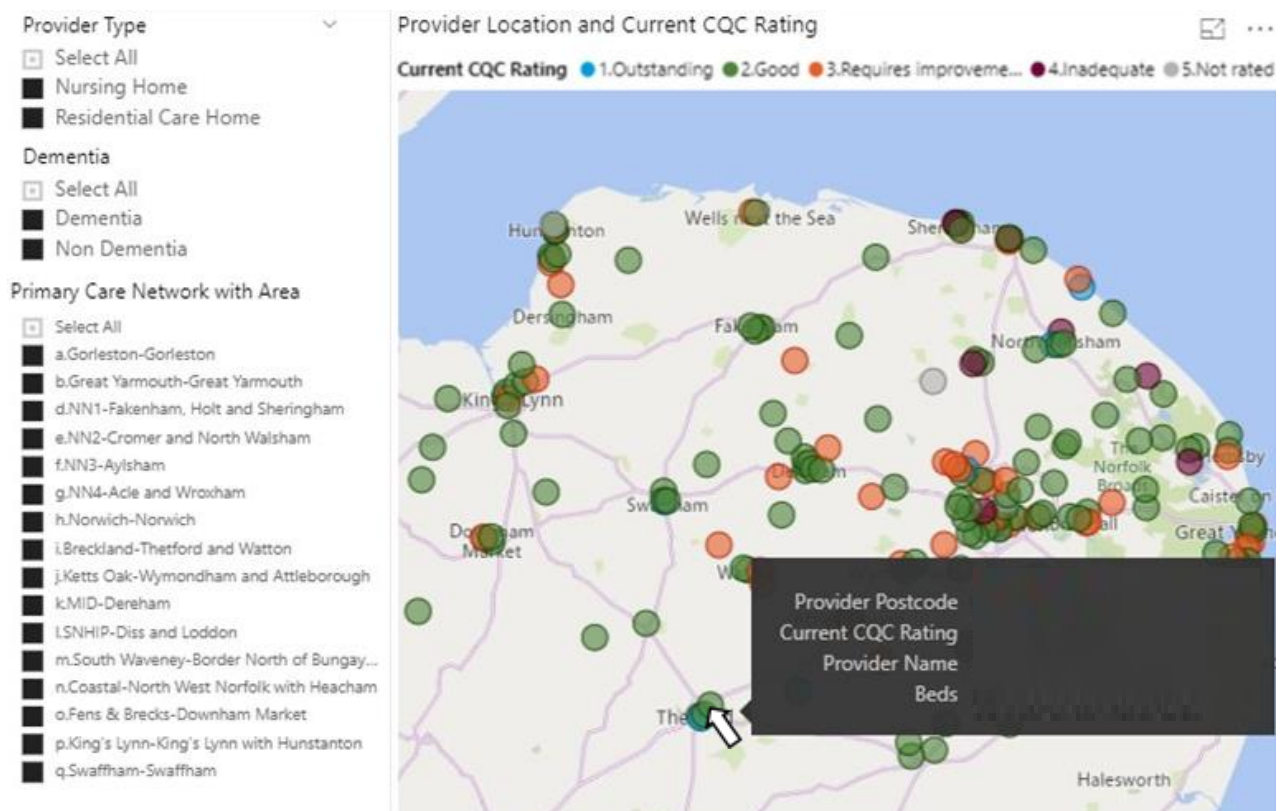 Provider Type
Select All
Nursing Home
Residential Care Home
Dementia
Select All
Dementia
Non Dementia
Primary Care Network with Area
Select All
a.Gorleston-Gorleston
b.Great Yarmouth-Great Yarmouth
d.NN1-Fakenham, Holt and Sheringham
e.NN2-Cromer and North Walsham
f.NN3-Aylsham
g.NN4-Acle and Wroxham
h.Norwich-Norwich
i.Breckland-Thetford and Watton
j.Ketts Oak-Wymondham and Attleborough
k.MID-Dereham
l.SNHIP-Diss and Loddon
m.South Waveney-Border North of Bungay...
n.Coastal-North West Norfolk with Heacham
o.Fens & Brecks-Downham Market
p.King's Lynn-King's Lynn with Hunstanton
q.Swaffham-Swaffham
Provider Location and Current CQC Rating
Current CQC Rating 1.Outstanding 2.Good 3.Requires improveme... 4.Inadequate 5.Not rated
Wells the Sea
Dersingham
The
Norfolk
Market
Caister
Great
Provider Postcode
Current CQC Rating
Provider Name
Beds
Halesworth